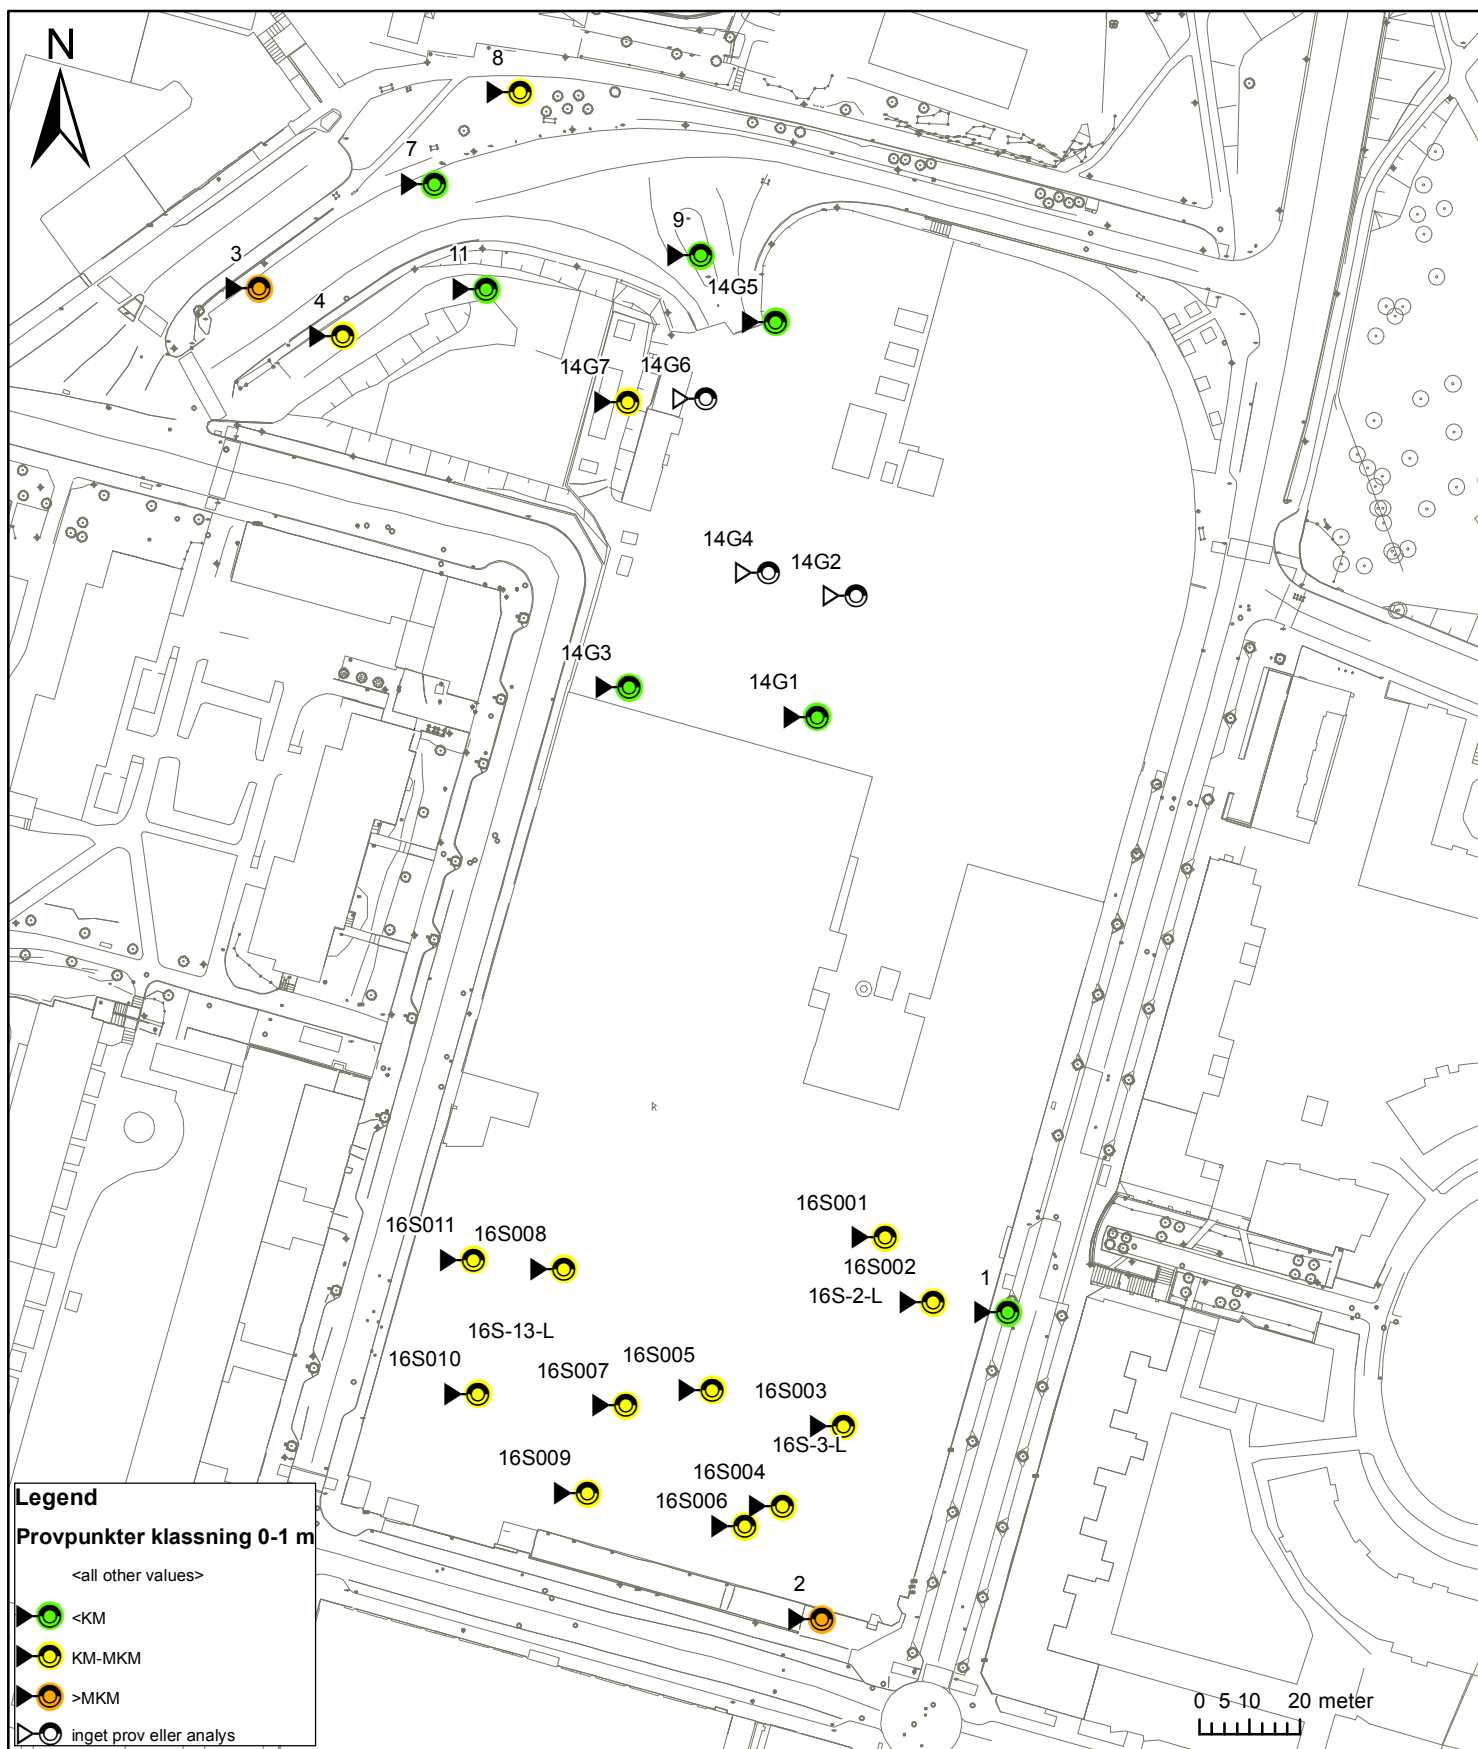 N
8
7
9
3
11
14G5
4
14G7
14G6
14G4
14G2
14G3
14G1
16S001
16S011
16S008
16S002
1
16S-2-L
16S-13-L
16S010
16S007
16S005
16S003
16S-3-L
16S009
16S004
16S006
2
Legend
Provpunkter klassning 0-1 m
<all other values>
<KM
KM-MKM
>MKM
inget prov eller analys
0 5 10 20 meter